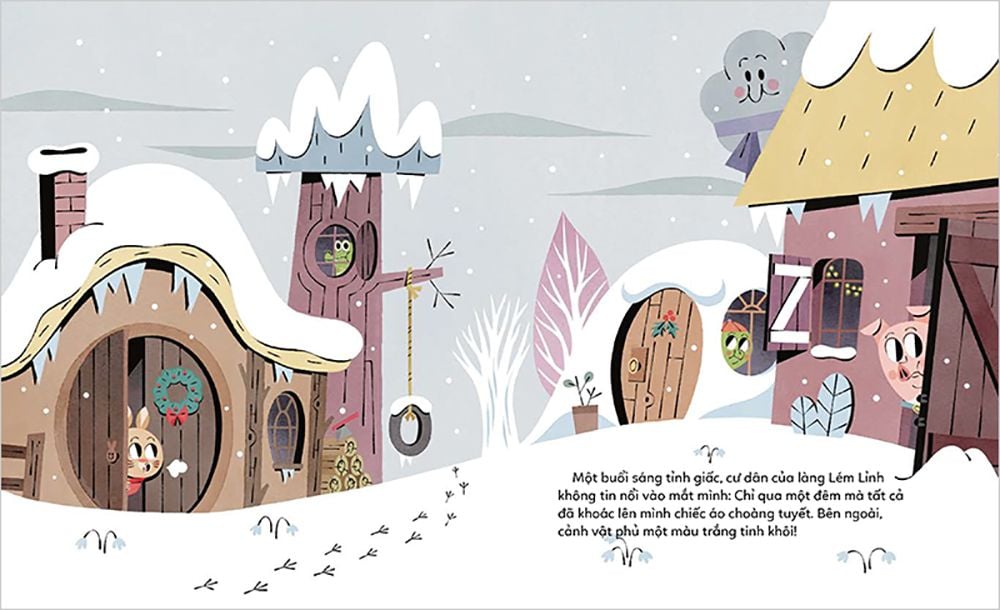 Z
Một buổi sáng tỉnh giấc, cư dân của làng Lém Lỉnh
không tin nổi vào mắt mình: Chỉ qua một đêm mà tất cả
đã khoác lên mình chiếc áo choàng tuyết. Bên ngoài,
cảnh vật phủ một màu trắng tinh khôi!